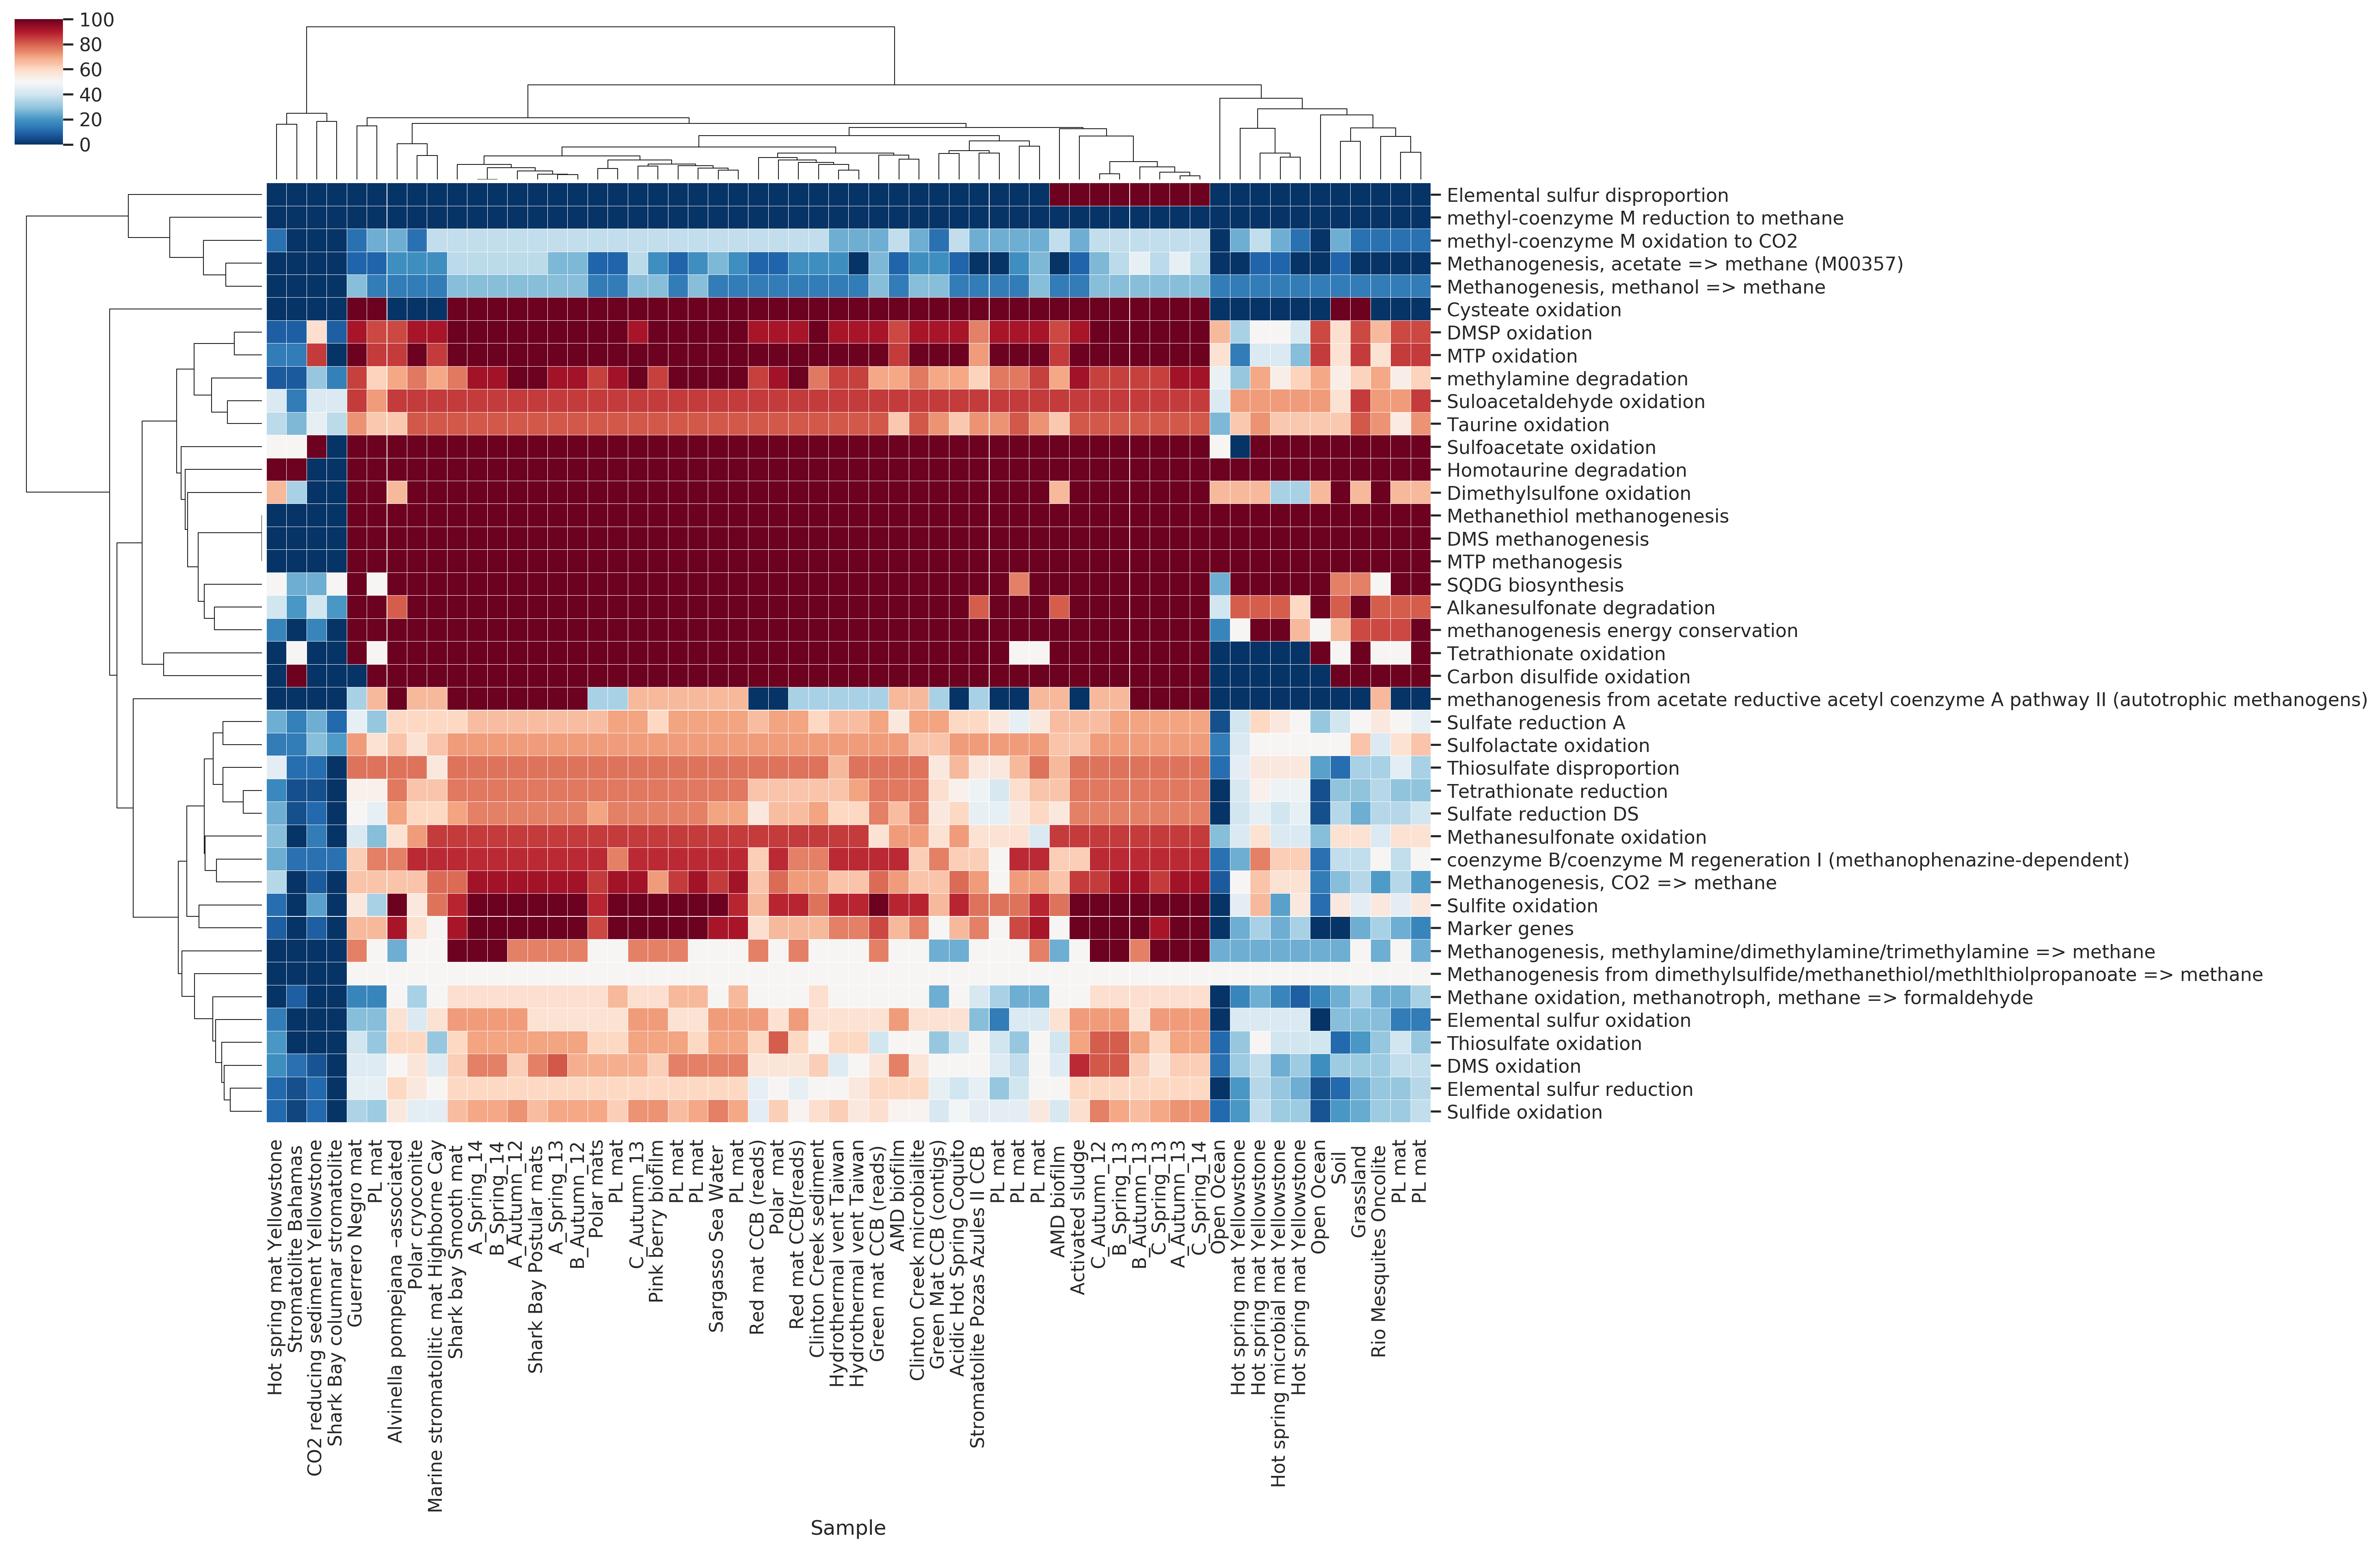 100
80
60
40
20
0
Elemental sulfur disproportion
methyl-coenzyme M reduction to methane
methyl-coenzyme M oxidation to CO2
Methanogenesis, acetate => methane (M00357)
Methanogenesis, methanol => methane
Cysteate oxidation
DMSP oxidation
MTP oxidation
methylamine degradation
Suloacetaldehyde oxidation
Taurine oxidation
Sulfoacetate oxidation
Homotaurine degradation
Dimethylsulfone oxidation
Methanethiol methanogenesis
DMS methanogenesis
MTP methanogesis
SQDG biosynthesis
Alkanesulfonate degradation
methanogenesis energy conservation
Tetrathionate oxidation
Carbon disulfide oxidation
methanogenesis from acetate reductive acetyl coenzyme A pathway II (autotrophic methanogens)
Sulfate reduction A
Sulfolactate oxidation
Thiosulfate disproportion
Tetrathionate reduction
Sulfate reduction DS
Methanesulfonate oxidation
coenzyme B/coenzyme M regeneration I (methanophenazine-dependent)
Methanogenesis, CO2 => methane
Sulfite oxidation
Marker genes
Methanogenesis, methylamine/dimethylamine/trimethylamine => methane
Methanogenesis from dimethylsulfide/methanethiol/methlthiolpropanoate => methane
Methane oxidation, methanotroph, methane => formaldehyde
Elemental sulfur oxidation
Thiosulfate oxidation
DMS oxidation
Elemental sulfur reduction
Sulfide oxidation
Hot spring mat Yellowstone
Stromatolite Bahamas
CO2 reducing sediment Yellowstone
Shark Bay columnar stromatolite
Guerrero Negro mat
PL mat
Alvinella pompejana –associated
Polar cryoconite
Marine stromatolitic mat Highborne Cay
Shark bay Smooth mat
A_Spring_14
B_Spring_14
A_Autumn_12
Shark Bay Postular mats
A_Spring_13
B_Autumn_12
Polar mats
PL mat
C_Autumn_13
Pink berry biofilm
PL mat
PL mat
Sargasso Sea Water
PL mat
Red mat CCB (reads)
Polar  mat
Red mat CCB(reads)
Clinton Creek sediment
Hydrothermal vent Taiwan
Hydrothermal vent Taiwan
Green mat CCB (reads)
AMD biofilm
Clinton Creek microbialite
Green Mat CCB (contigs)
Acidic Hot Spring Coquito
Stromatolite Pozas Azules II CCB
PL mat
PL mat
PL mat
AMD biofilm
Activated sludge
C_Autumn_12
B_Spring_13
B_Autumn_13
C_Spring_13
A_Autumn_13
C_Spring_14
Open Ocean
Hot spring mat Yellowstone
Hot spring mat Yellowstone
Hot spring microbial mat Yellowstone
Hot spring mat Yellowstone
Open Ocean
Soil
Grassland
Rio Mesquites Oncolite
PL mat
PL mat
Sample